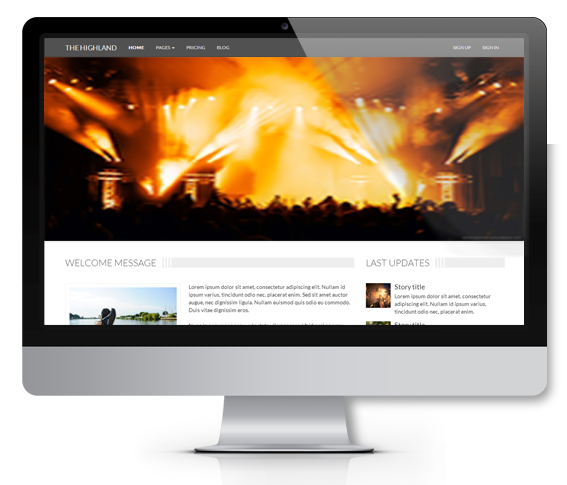 THE HIGHLAND HOME PAGES PRICING BLOG SIGN UP SIGN IN
WELCOME MESSAGE
Lorem ipsum dolor sit amet, consectetur adipiscing elit. Nullam id
ipsum varius, tincidunt odio nec, placerat enim. Sed sit amet auctor
augue, nec dignissim ligula. Nullam euismod quis odio eu commodo.
Duis vitae dignissim eros.
LAST UPDATES
Story title
Lorem ipsum dolor sit amet, consectetur
adipiscing elit. Nullam id ipsum varius,
tincidunt odio nec, placerat enim.
Story title